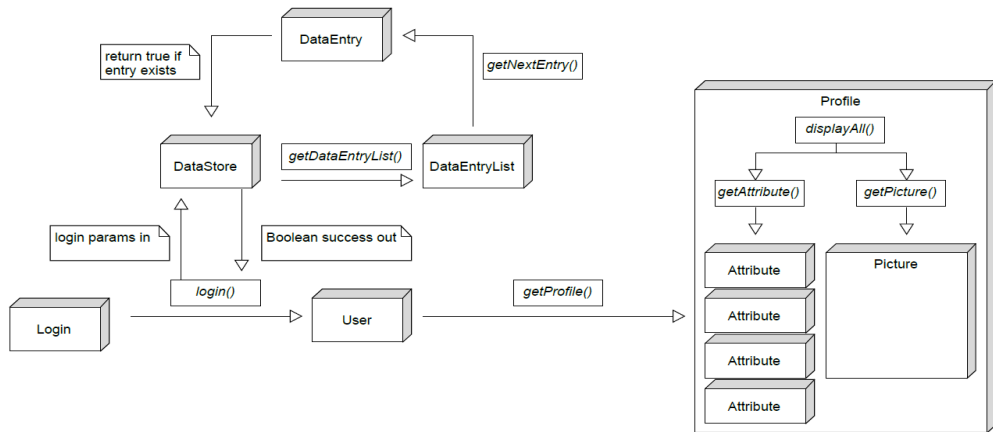 DataEntry
return true if
entry exists
getNextEntry()
Profile
displayAll()
DataStore
getDataEntryList()
DataEntryList
getAttribute()
getPicture()
login params in
Boolean success out
Attribute
Picture
login()
getProfile()
Attribute
Login
User
Attribute
Attribute